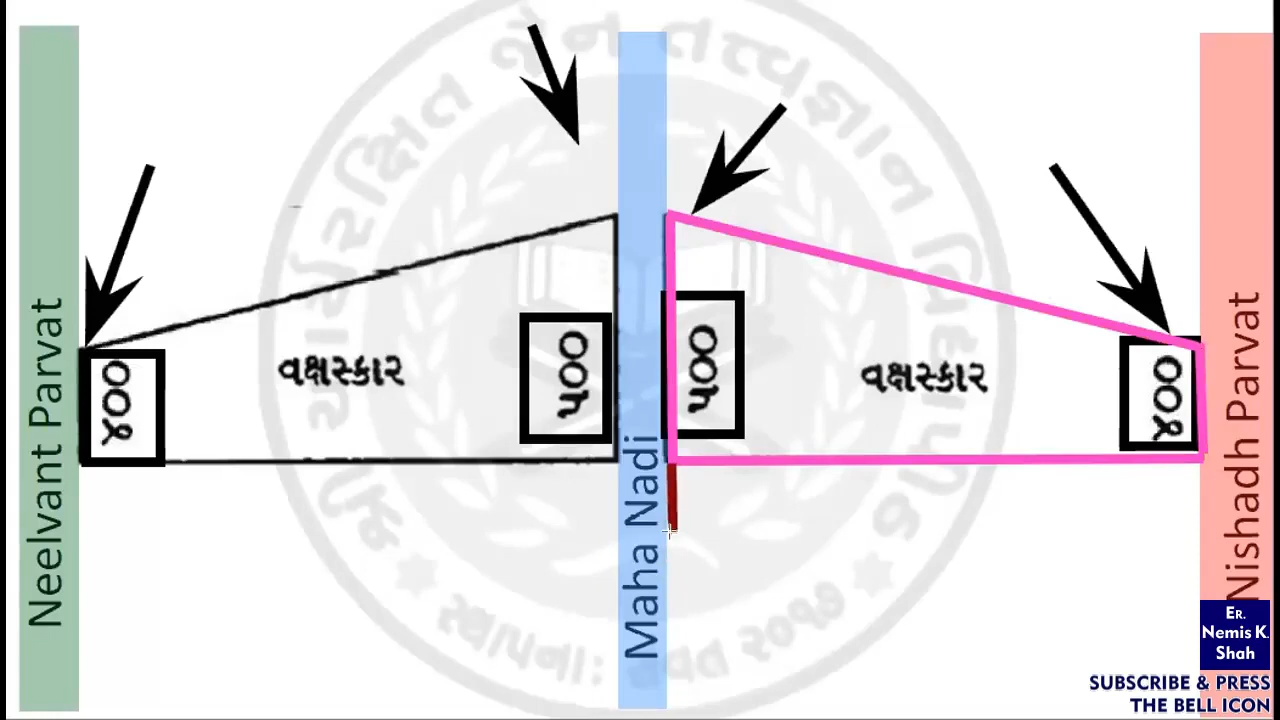 Neelvant Parvat
૪૦૦
વક્ષસ્કાર
૫૦૦
Maha Nadi
૫૦૦
વક્ષસ્કાર
૪૦૦
Nishadh Parvat
ER.
Nemis K.
Shah
SUBSCRIBE & PRESS
THE BELL ICON